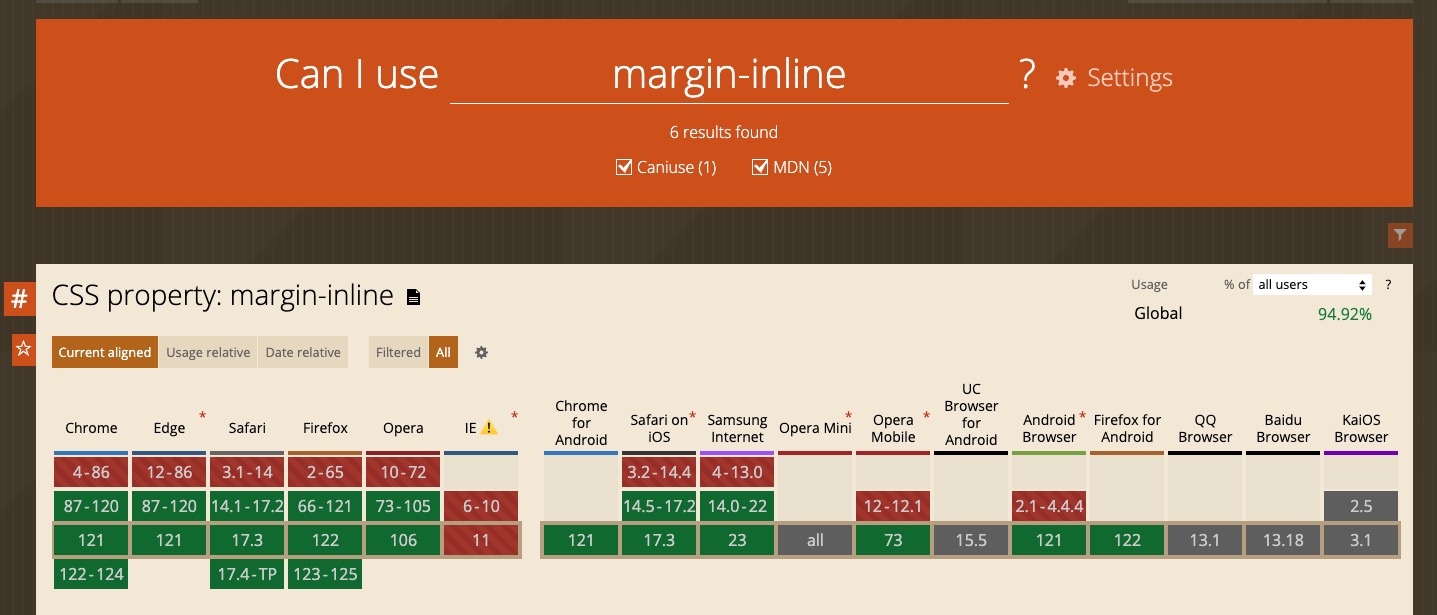 Can I use margin-inline ? Settings
6 results found
Caniuse (1) MDN (5)
# CSS property: margin-inline
Usage % of all users ?
Global 94.92%
Current aligned Usage relative Date relative Filtered All
Chrome Edge * Safari Firefox Opera IE * Chrome for Android Safari on iOS * Samsung Internet Opera Mini * Opera Mobile * UC Browser for Android Android Browser * Firefox for Android QQ Browser Baidu Browser KaiOS Browser
4-86 12-86 3.1-14 2-65 10-72 3.2-14.4 4-13.0
87-120 87-120 14.1-17.2 66-121 73-105 6-10 14.5-17.2 14.0-22 12-12.1 2.1-4.4.4 2.5
121 121 17.3 122 106 11 121 17.3 23 all 73 15.5 121 122 13.1 13.18 3.1
122-124 17.4-TP 123-125